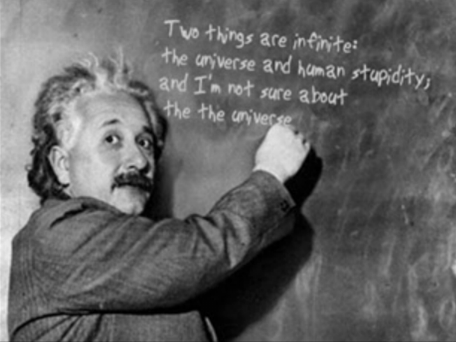 Two things are infinite:
the universe and human stupidity;
and I'm not sure about
the the universe